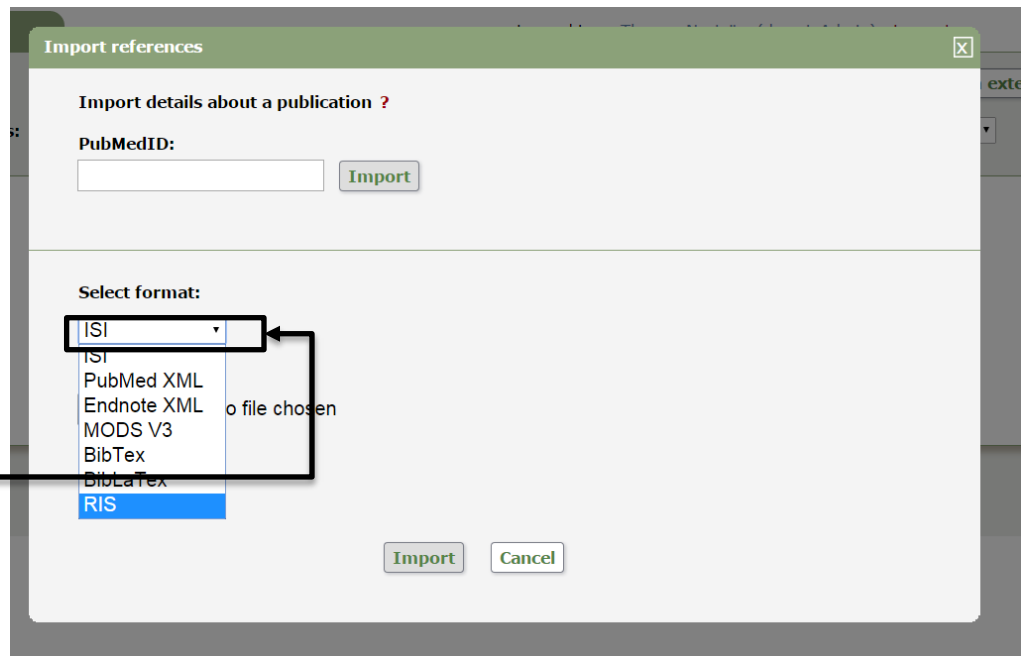 Import references
X
exte
Import details about a publication ?
s:
PubMedID:
Import
Select format:
ISI
ISI
PubMed XML
Endnote XML
o file chosen
MODS V3
BibTex
BibLaTex
RIS
Import
Cancel